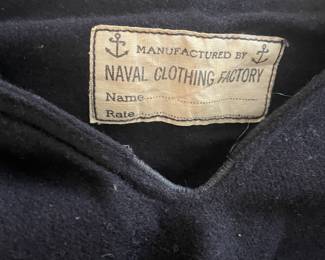 MANUFACTURED BY
NAVAL CLOTHING FACTORY
Name
Rate